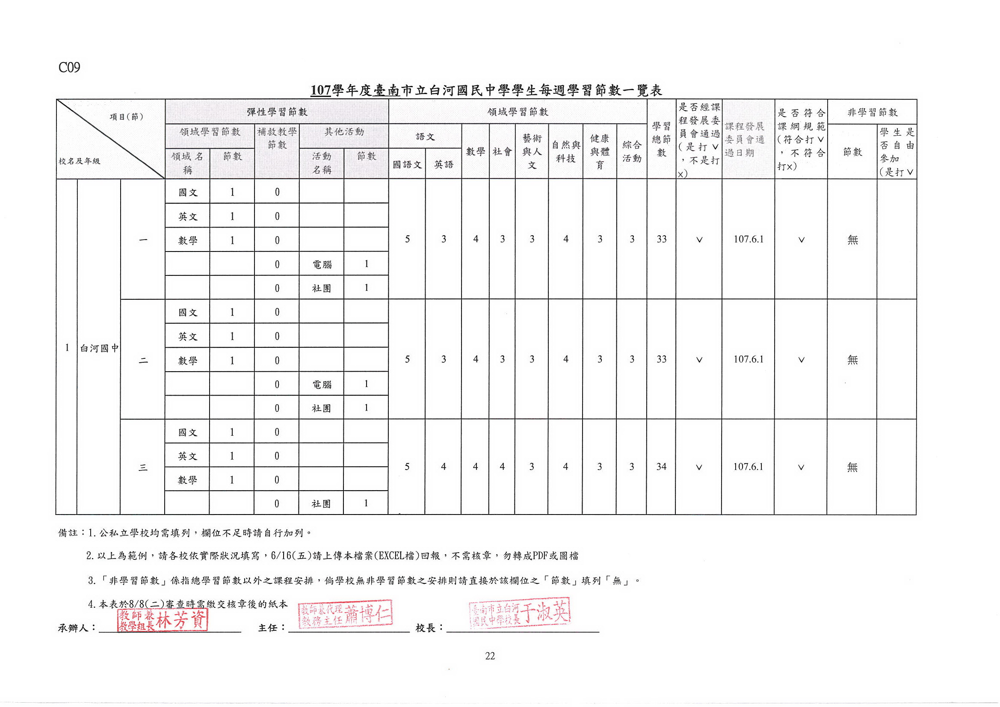 C09
107學年度臺南市立白河國民中學學生每週學習節數一覽表
項目(節)
校名及年級
彈性學習節數
領域學習節數
學習總節數
是否經課程發展委員會通過(是打∨,不是打x)
課程發展委員會通過日期
是否符合課綱規範(符合打∨,不符合打x)
非學習節數
領域學習節數
補救教學節數
其他活動
語文
數學
社會
藝術與人文
自然與科技
健康與體育
綜合活動
節數
學生是否自由參加(是打∨
領域名稱
節數
活動名稱
節數
國語文
英語
1 白河國中
一
國文 1 0
英文 1 0
數學 1 0
0 電腦 1
0 社團 1
5 3 4 3 3 4 3 3 33 ∨ 107.6.1 ∨ 無
二
國文 1 0
英文 1 0
數學 1 0
0 電腦 1
0 社團 1
5 3 4 3 3 4 3 3 33 ∨ 107.6.1 ∨ 無
三
國文 1 0
英文 1 0
數學 1 0
0 社團 1
5 4 4 4 3 4 3 3 34 ∨ 107.6.1 ∨ 無
備註:1.公私立學校均需填列,欄位不足時請自行加列。
2.以上為範例,請各校依實際狀況填寫,6/16(五)請上傳本檔案(EXCEL檔)回報,不需核章,勿轉成PDF或圖檔
3.「非學習節數」係指總學習節數以外之課程安排,倘學校無非學習節數之安排則請直接於該欄位之「節數」填列「無」。
4.本表於8/8(二)審查時需繳交核章後的紙本
承辦人: 教師兼教學組長 林芳資 主任: 教師兼代理教務主任 蕭博仁 校長: 臺南市立白河國民中學校長 于淑英
22